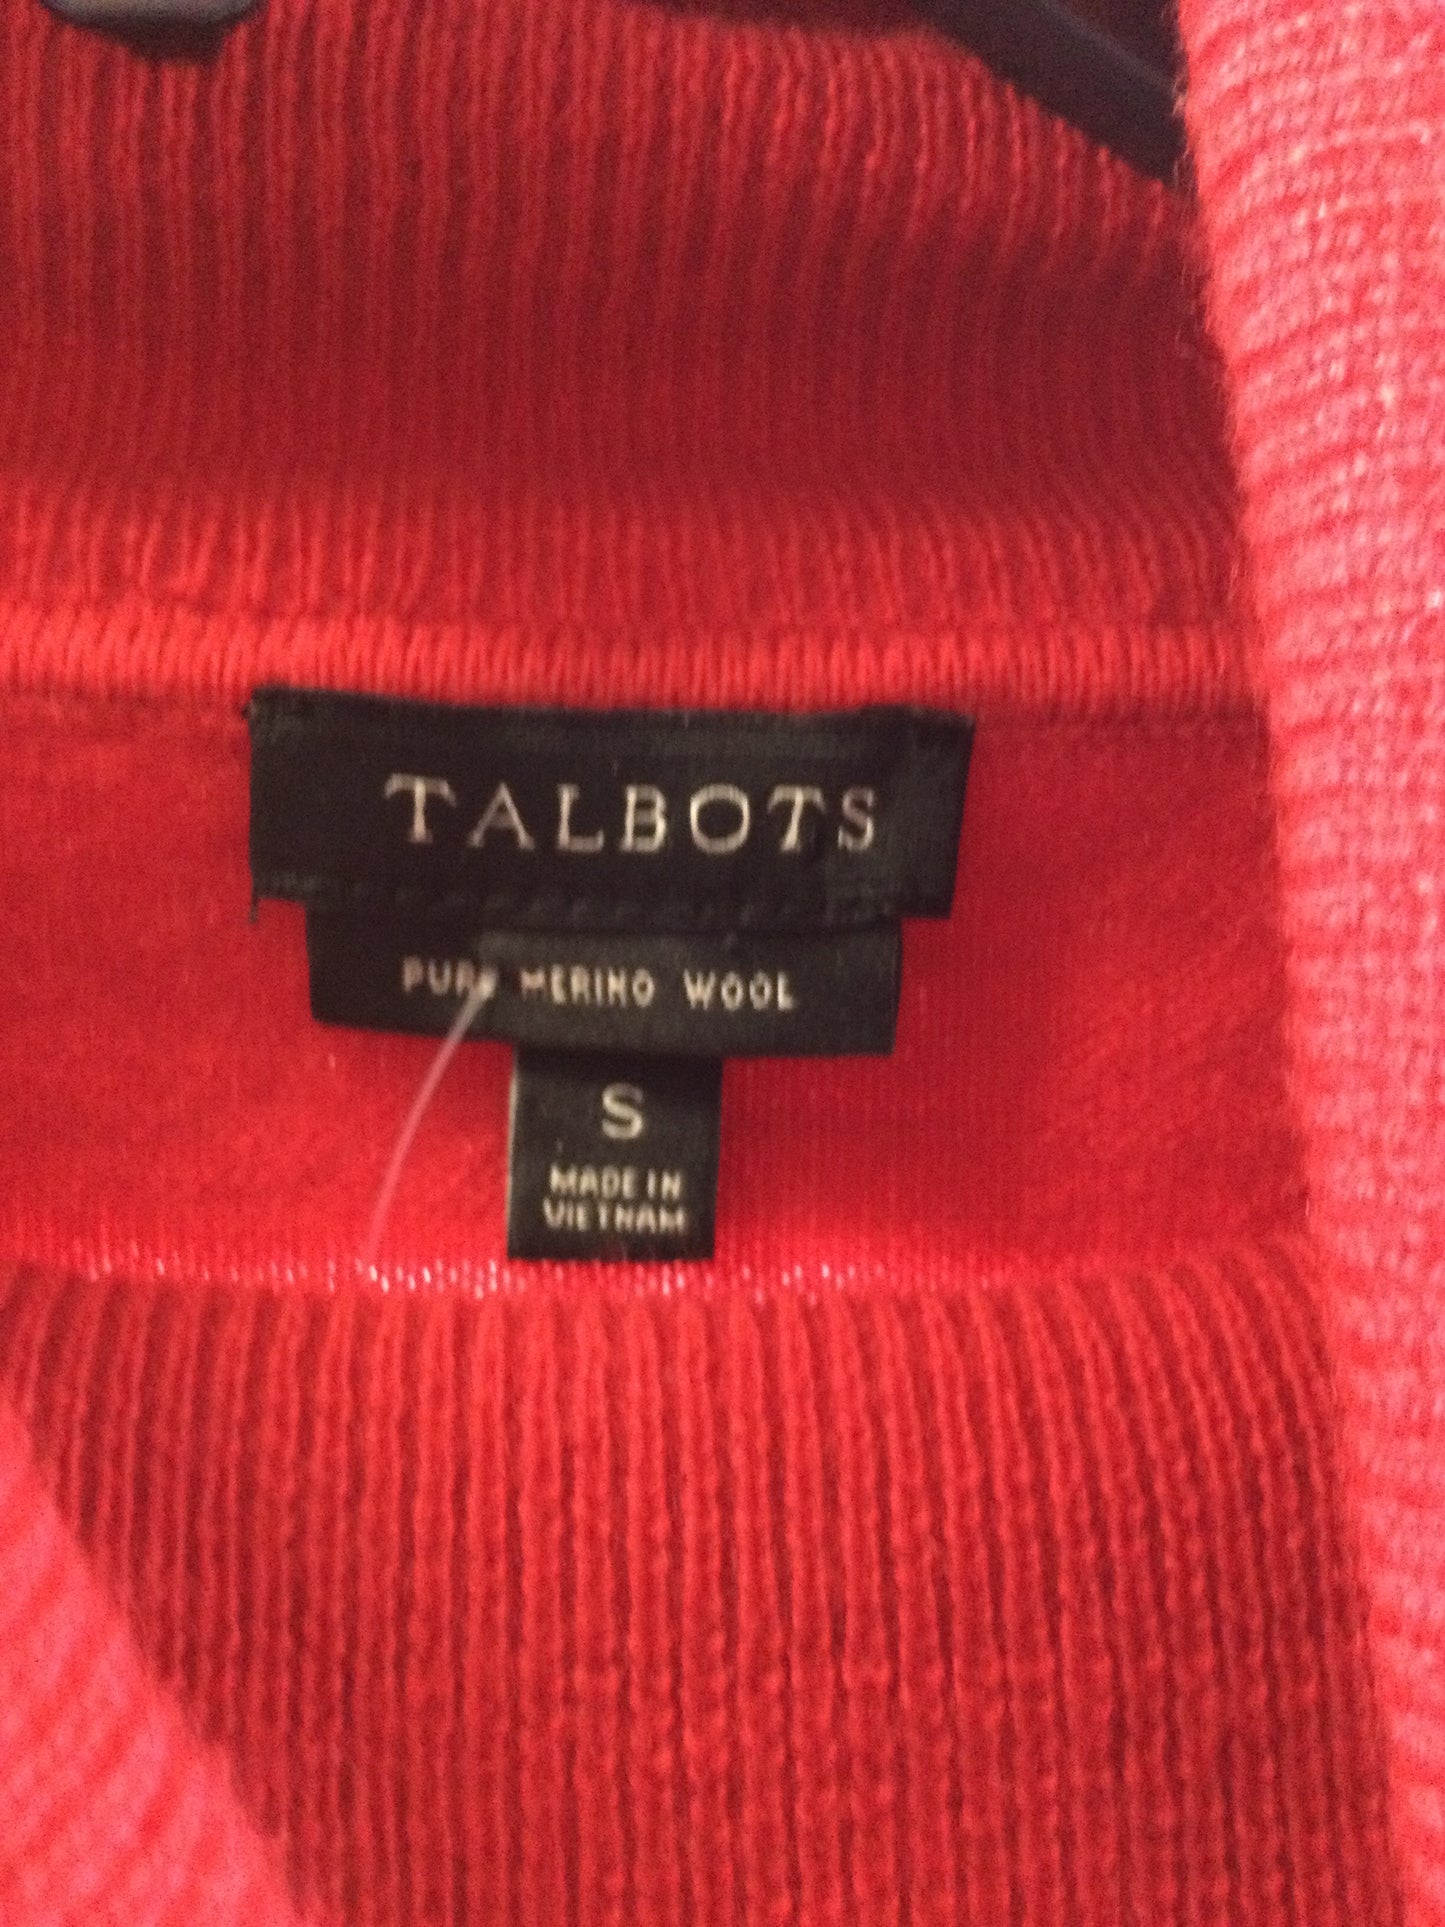 TALBOTS
PURE MERINO WOOL
S
MADE IN
VIETNAM